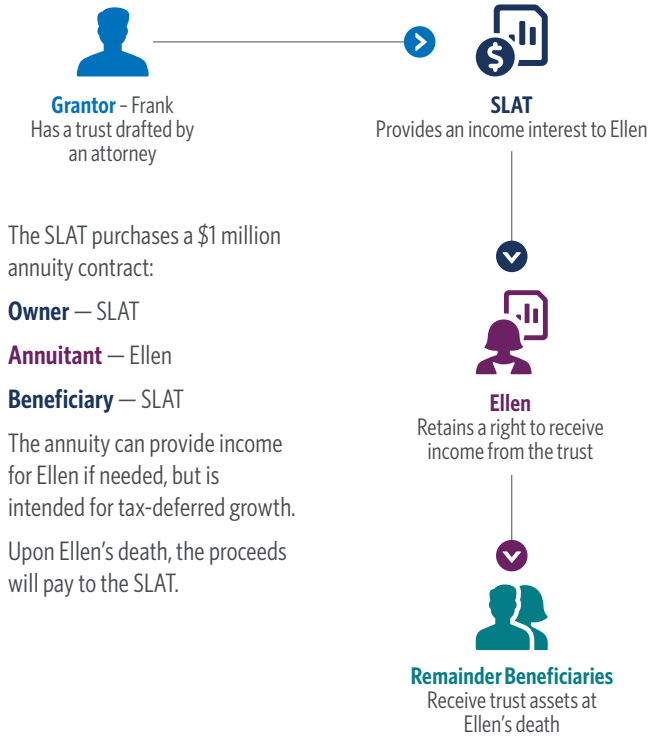 Grantor – Frank
Has a trust drafted by
an attorney
$
SLAT
Provides an income interest to Ellen
The SLAT purchases a $1 million
annuity contract:
Owner — SLAT
Annuitant — Ellen
Beneficiary — SLAT
The annuity can provide income
for Ellen if needed, but is
intended for tax-deferred growth.
Upon Ellen’s death, the proceeds
will pay to the SLAT.
Ellen
Retains a right to receive
income from the trust
Remainder Beneficiaries
Receive trust assets at
Ellen’s death